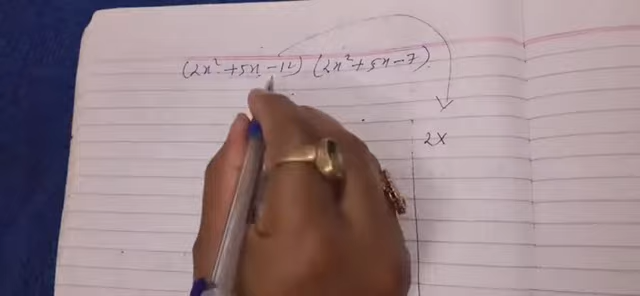 (2x² + 5x - 12) (2x² + 5x - 7)
2x